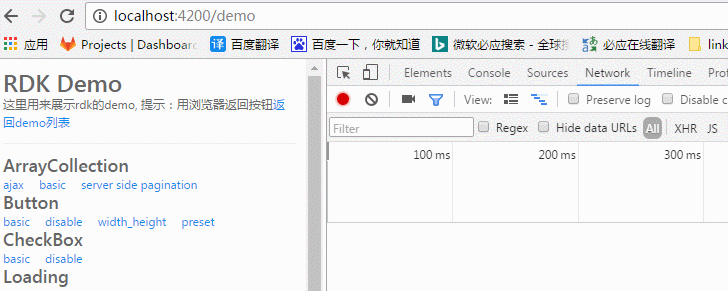 localhost:4200/demo
应用 Projects | Dashboard 百度翻译 百度一下，你就知道 微软必应搜索 - 全球搜 必应在线翻译 link
RDK Demo
这里用来展示rdk的demo, 提示：用浏览器返回按钮返
回demo列表
ArrayCollection
ajax basic server side pagination
Button
basic disable width_height preset
CheckBox
basic disable
Loading
Elements Console Sources Network Timeline
View: Preserve log Disable c
Filter Regex Hide data URLs All XHR JS
100 ms 200 ms 300 ms